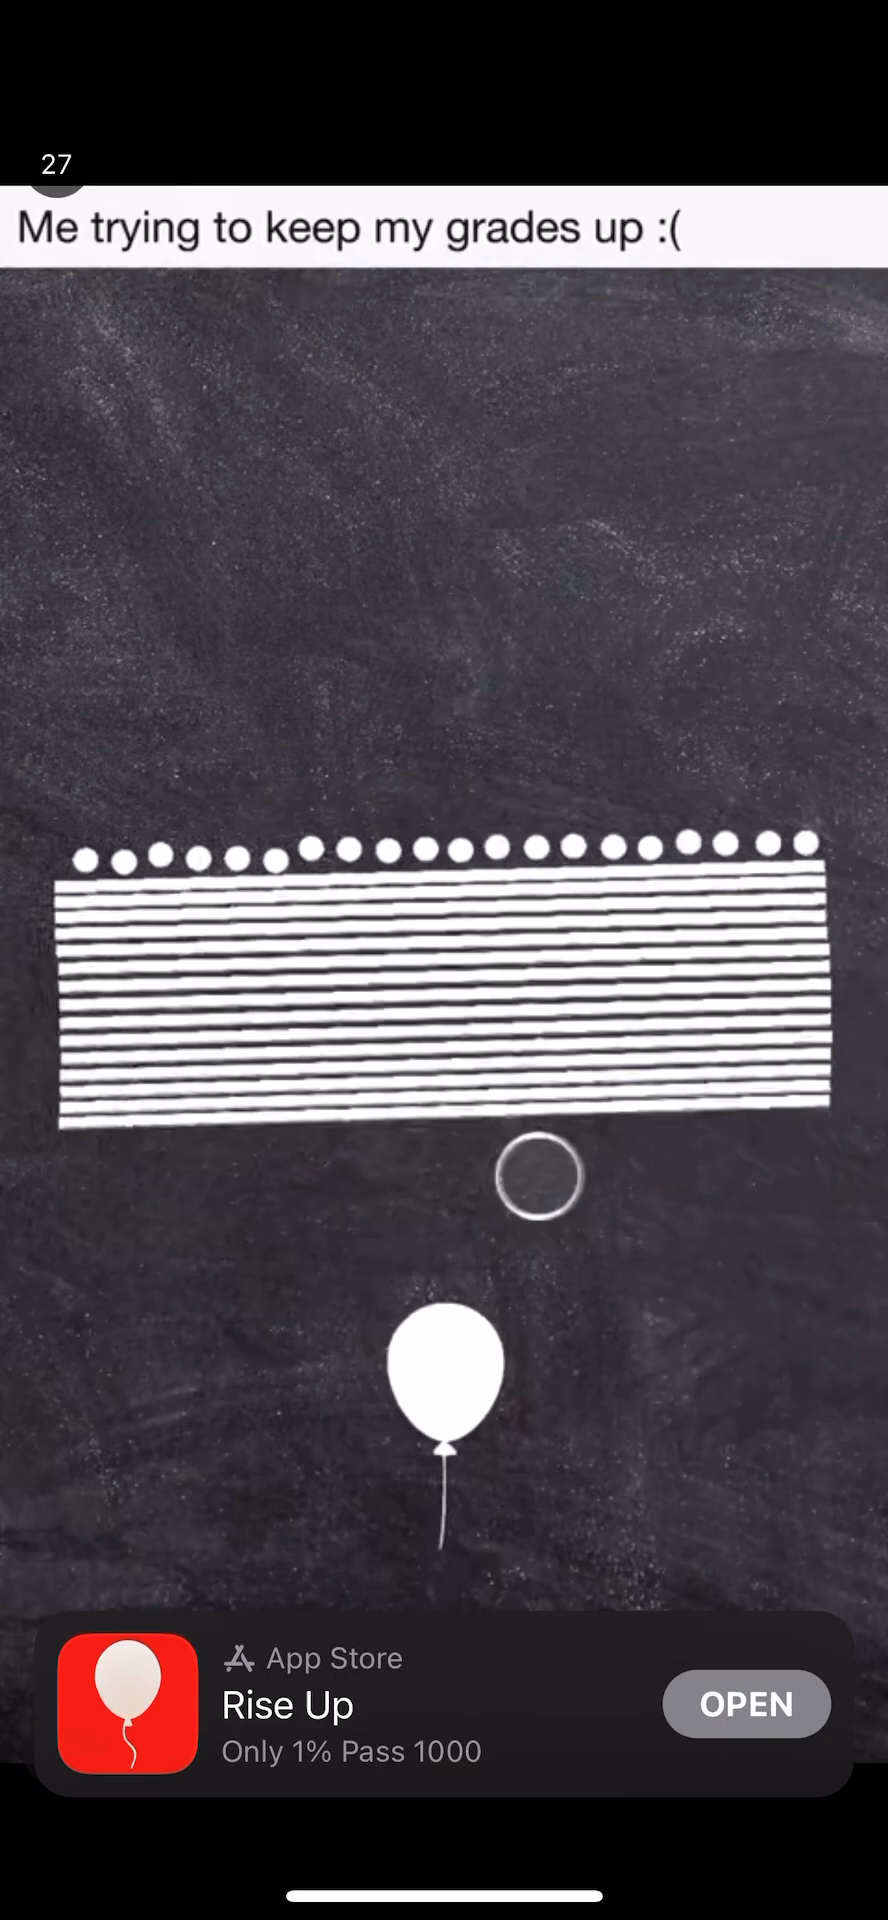 27
Me trying to keep my grades up :(
App Store
Rise Up
OPEN
Only 1% Pass 1000